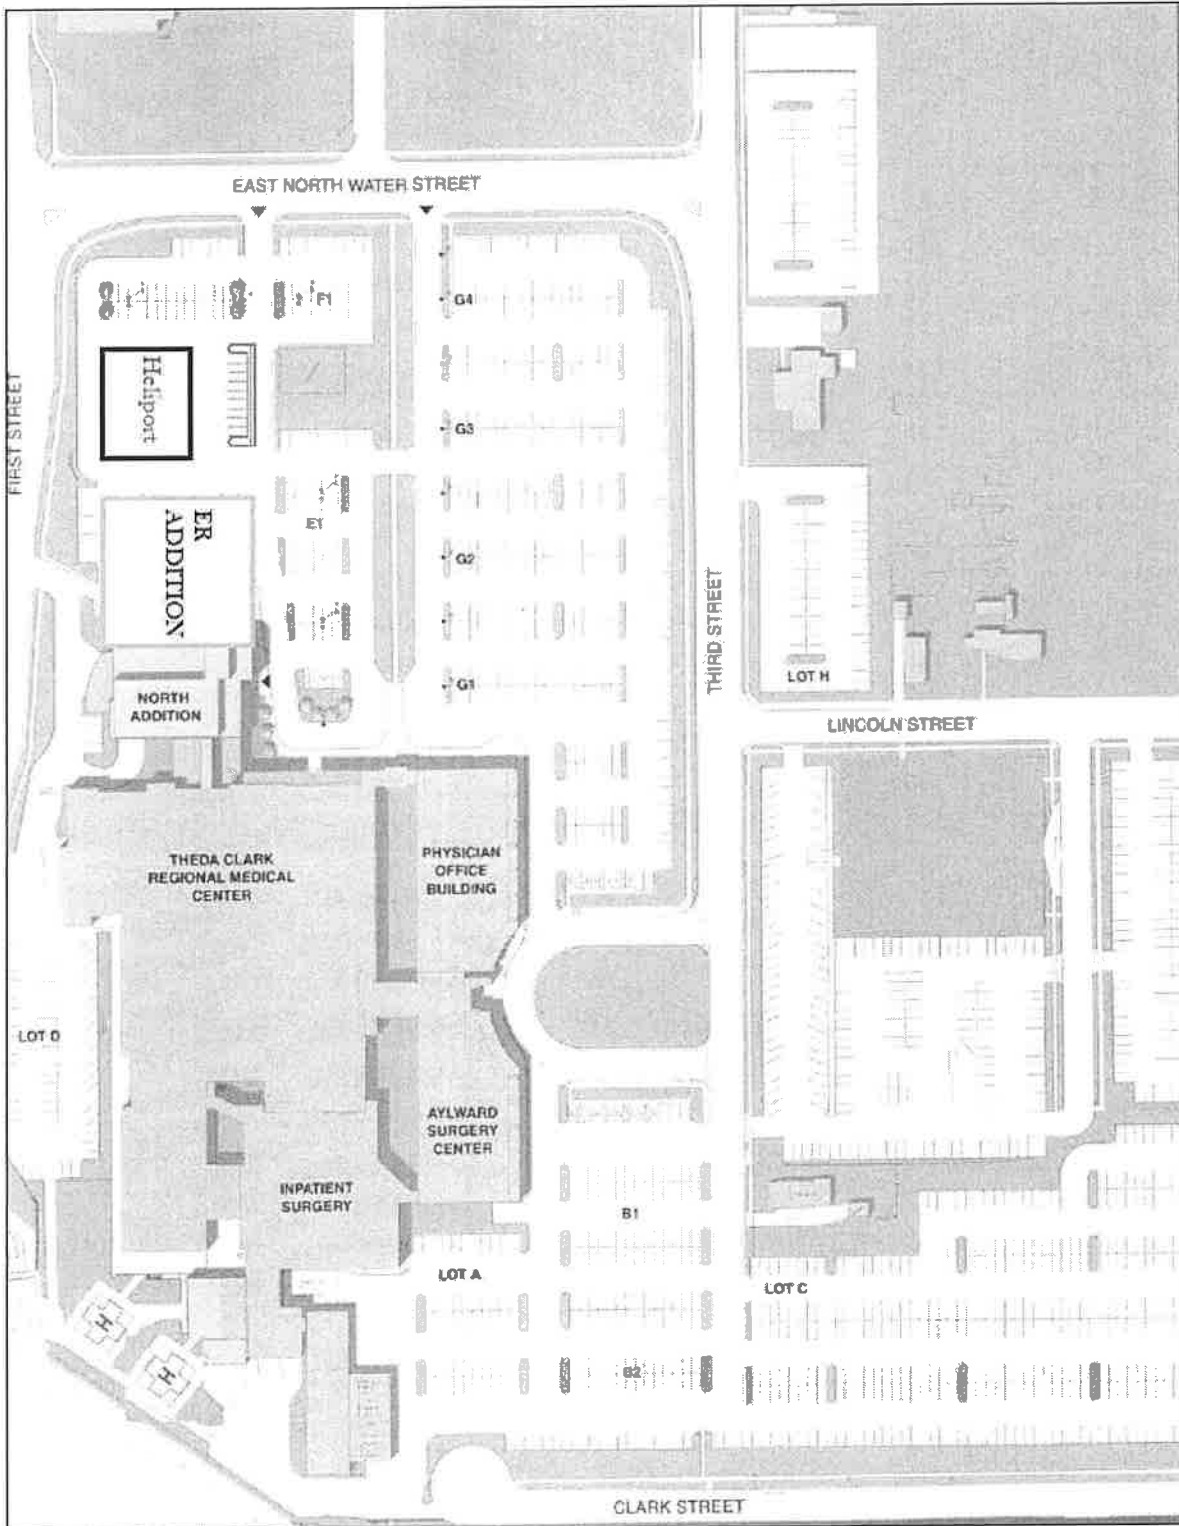 EAST NORTH WATER STREET
F1
G4
Heliport
FIRST STREET
G3
ER
ADDITION
E1
G2
THIRD STREET
G1
LOT H
NORTH
ADDITION
LINCOLN STREET
THEDA CLARK
REGIONAL MEDICAL
CENTER
PHYSICIAN
OFFICE
BUILDING
LOT D
AYLWARD
SURGERY
CENTER
INPATIENT
SURGERY
B1
LOT A
LOT C
H
H
B2
CLARK STREET